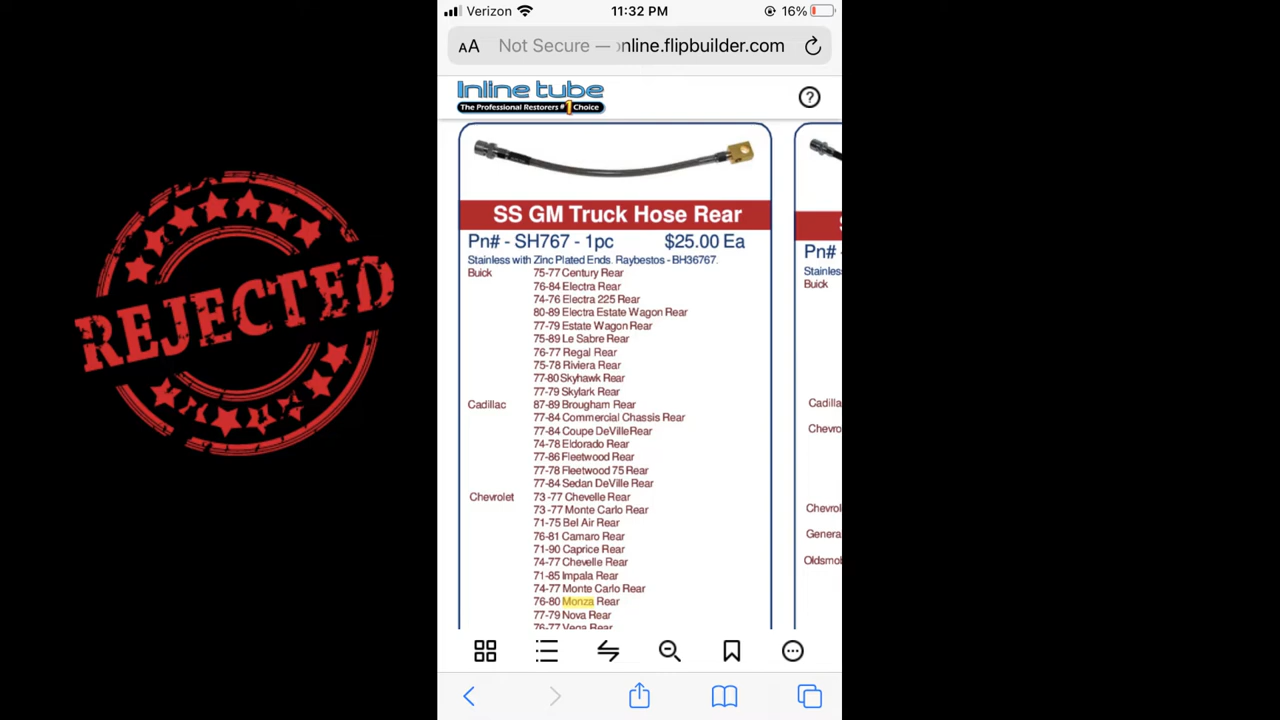 Verizon
11:32 PM
16%
AA
Not Secure — nline.flipbuilder.com
Inline tube
The Professional Restorers #1 Choice
?
REJECTED
SS GM Truck Hose Rear
Pn# - SH767 - 1pc $25.00 Ea
Stainless with Zinc Plated Ends. Raybestos - BH36767.
Buick 75-77 Century Rear
76-84 Electra Rear
74-76 Electra 225 Rear
80-89 Electra Estate Wagon Rear
77-79 Estate Wagon Rear
75-89 Le Sabre Rear
76-77 Regal Rear
75-78 Riviera Rear
77-80 Skyhawk Rear
77-79 Skylark Rear
Cadillac 87-89 Brougham Rear
77-84 Commercial Chassis Rear
77-84 Coupe DeVilleRear
74-78 Eldorado Rear
77-86 Fleetwood Rear
77-78 Fleetwood 75 Rear
77-84 Sedan DeVille Rear
Chevrolet 73 -77 Chevelle Rear
73 -77 Monte Carlo Rear
71-75 Bel Air Rear
76-81 Camaro Rear
71-90 Caprice Rear
74-77 Chevelle Rear
71-85 Impala Rear
74-77 Monte Carlo Rear
76-80 Monza Rear
77-79 Nova Rear
76-77 Vega Rear
Pn#
Stainles
Buick
Cadilla
Chevro
Chevrol
Genera
Oldsmol